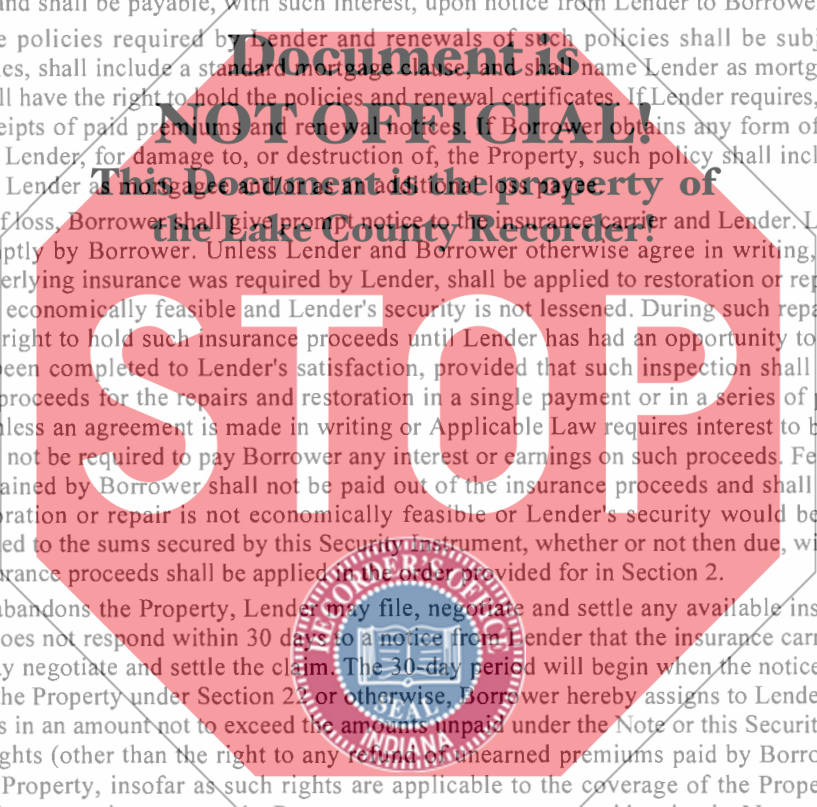 and shall be payable, with such interest, upon notice from Lender to Borrowe
e policies required by Lender and renewals of such policies shall be subj
Document is
es, shall include a standard mortgage clause, and shall name Lender as mortg
ll have the right to hold the policies and renewal certificates. If Lender requires,
NOT OFFICIAL!
eipts of paid premiums and renewal notices. If Borrower obtains any form of
Lender, for damage to, or destruction of, the Property, such policy shall incl
Lender as mortgagee and/or as an additional loss payee.
This Document is the property of
f loss, Borrower shall give prompt notice to the insurance carrier and Lender. L
the Lake County Recorder!
ptly by Borrower. Unless Lender and Borrower otherwise agree in writing,
erlying insurance was required by Lender, shall be applied to restoration or rep
economically feasible and Lender's security is not lessened. During such repa
right to hold such insurance proceeds until Lender has had an opportunity to
STOP
een completed to Lender's satisfaction, provided that such inspection shall
proceeds for the repairs and restoration in a single payment or in a series of p
less an agreement is made in writing or Applicable Law requires interest to b
not be required to pay Borrower any interest or earnings on such proceeds. Fe
ained by Borrower shall not be paid out of the insurance proceeds and shall
oration or repair is not economically feasible or Lender's security would be
ed to the sums secured by this Security Instrument, whether or not then due, wi
urance proceeds shall be applied in the order provided for in Section 2.
RECORDER'S OFFICE
abandons the Property, Lender may file, negotiate and settle any available ins
oes not respond within 30 days to a notice from Lender that the insurance carr
y negotiate and settle the claim. The 30-day period will begin when the notice
he Property under Section 22 or otherwise, Borrower hereby assigns to Lende
SEAL
s in an amount not to exceed the amounts unpaid under the Note or this Securit
INDIANA
ghts (other than the right to any refund of unearned premiums paid by Borro
Property, insofar as such rights are applicable to the coverage of the Prope